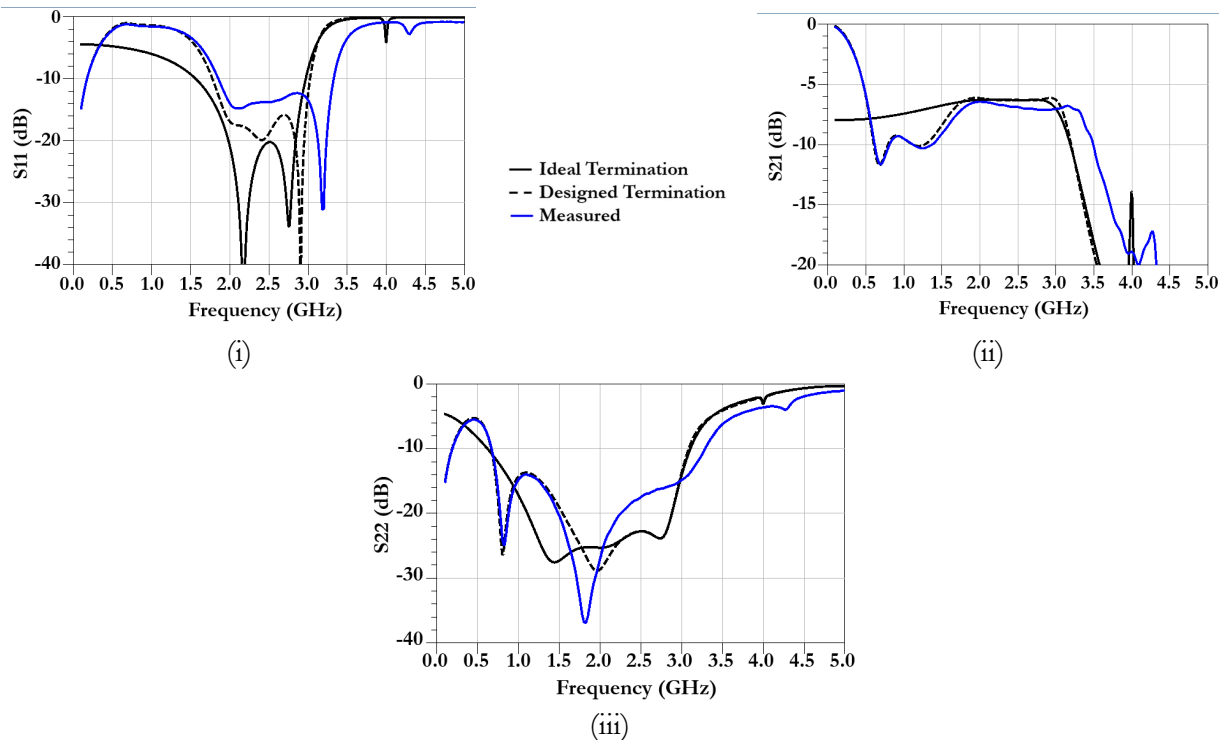 0
-10
-20
-30
-40
S11 (dB)
0.0 0.5 1.0 1.5 2.0 2.5 3.0 3.5 4.0 4.5 5.0
Frequency (GHz)
(i)
Ideal Termination
Designed Termination
Measured
0
-5
-10
-15
-20
S21 (dB)
0.0 0.5 1.0 1.5 2.0 2.5 3.0 3.5 4.0 4.5 5.0
Frequency (GHz)
(ii)
0
-10
-20
-30
-40
S22 (dB)
0.0 0.5 1.0 1.5 2.0 2.5 3.0 3.5 4.0 4.5 5.0
Frequency (GHz)
(iii)